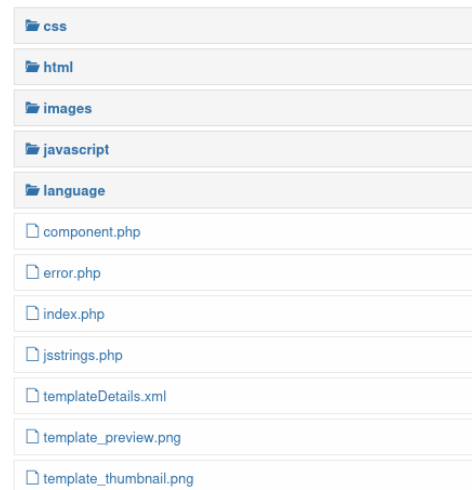 css
html
images
javascript
language
component.php
error.php
index.php
jsstrings.php
templateDetails.xml
template_preview.png
template_thumbnail.png